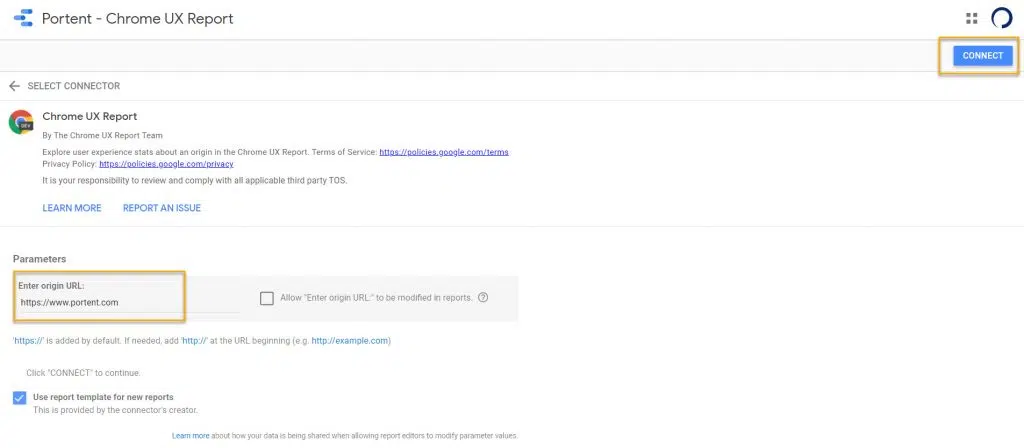 Portent - Chrome UX Report
CONNECT
SELECT CONNECTOR
DEV
Chrome UX Report
By The Chrome UX Report Team
Explore user experience stats about an origin in the Chrome UX Report. Terms of Service: https://policies.google.com/terms
Privacy Policy: https://policies.google.com/privacy
It is your responsibility to review and comply with all applicable third party TOS.
LEARN MORE REPORT AN ISSUE
Parameters
Enter origin URL:
https://www.portent.com
Allow "Enter origin URL:" to be modified in reports. ?
'https://' is added by default. If needed, add 'http://' at the URL beginning (e.g. http://example.com)
Click "CONNECT" to continue.
Use report template for new reports
This is provided by the connector's creator.
Learn more about how your data is being shared when allowing report editors to modify parameter values.